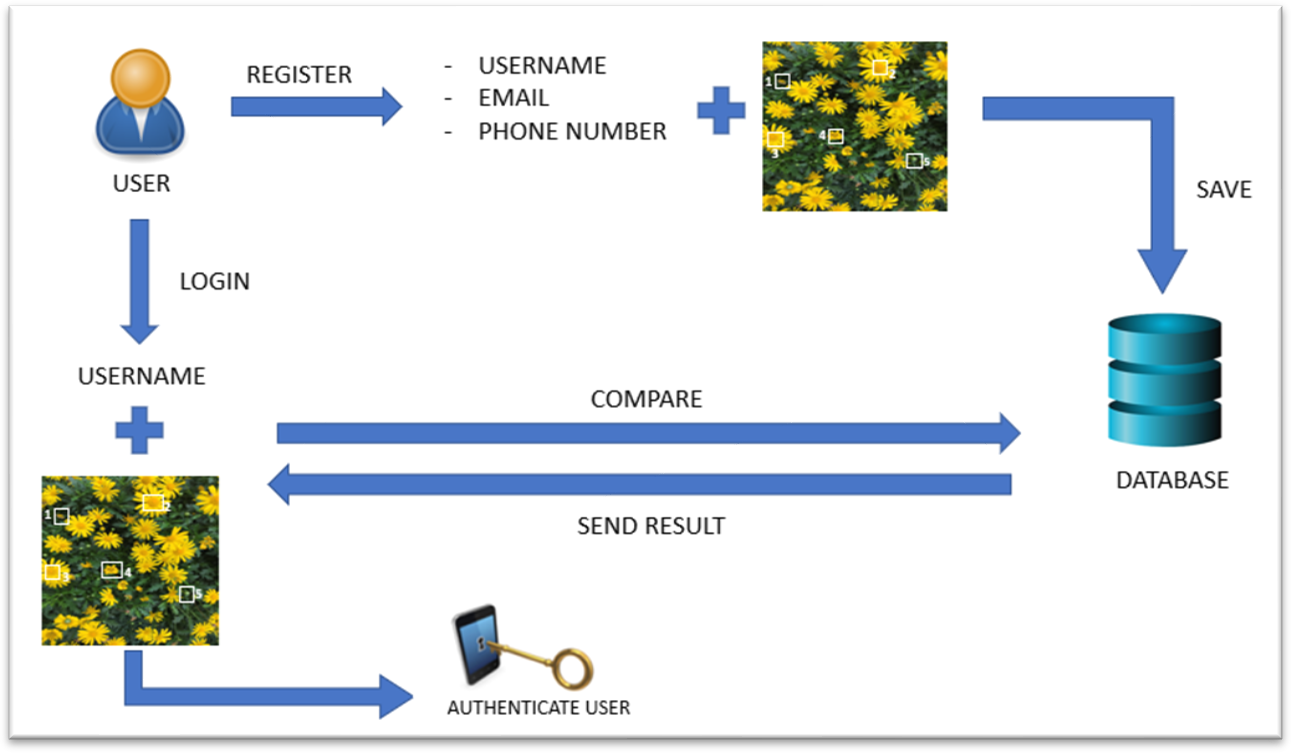 REGISTER
- USERNAME
- EMAIL
- PHONE NUMBER
1
2
3
4
5
USER
SAVE
LOGIN
USERNAME
COMPARE
DATABASE
SEND RESULT
1
2
3
4
5
AUTHENTICATE USER